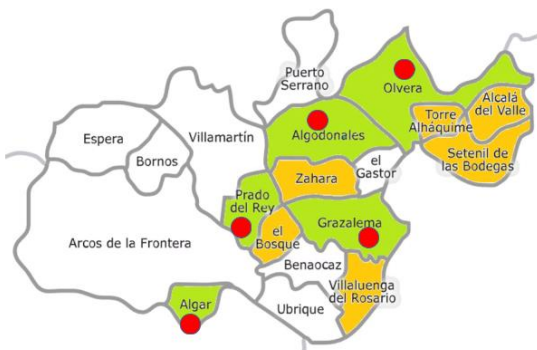 Puerto
Serrano
Olvera
Alcalá
del Valle
Torre
Alháquime
Espera
Villamartín
Algodonales
Setenil de
las Bodegas
Bornos
el
Gastor
Zahara
Prado
del Rey
Grazalema
el
Bosque
Arcos de la Frontera
Benaocaz
Villaluenga
del Rosario
Algar
Ubrique